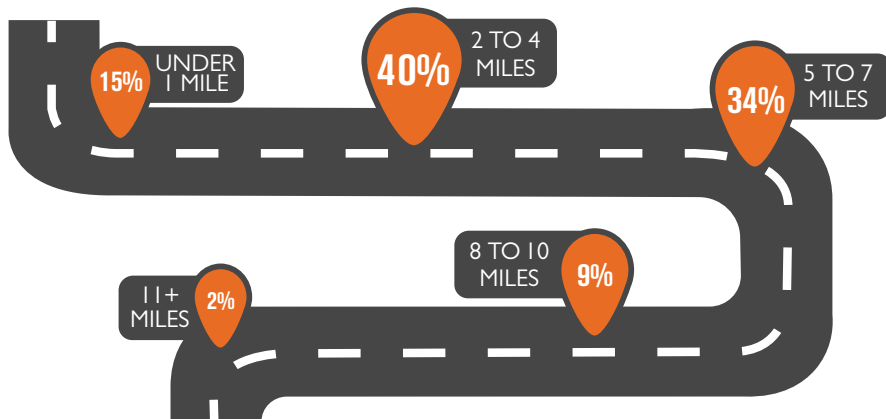 15%
UNDER
1 MILE
40%
2 TO 4
MILES
34%
5 TO 7
MILES
8 TO 10
MILES
9%
11+
MILES
2%